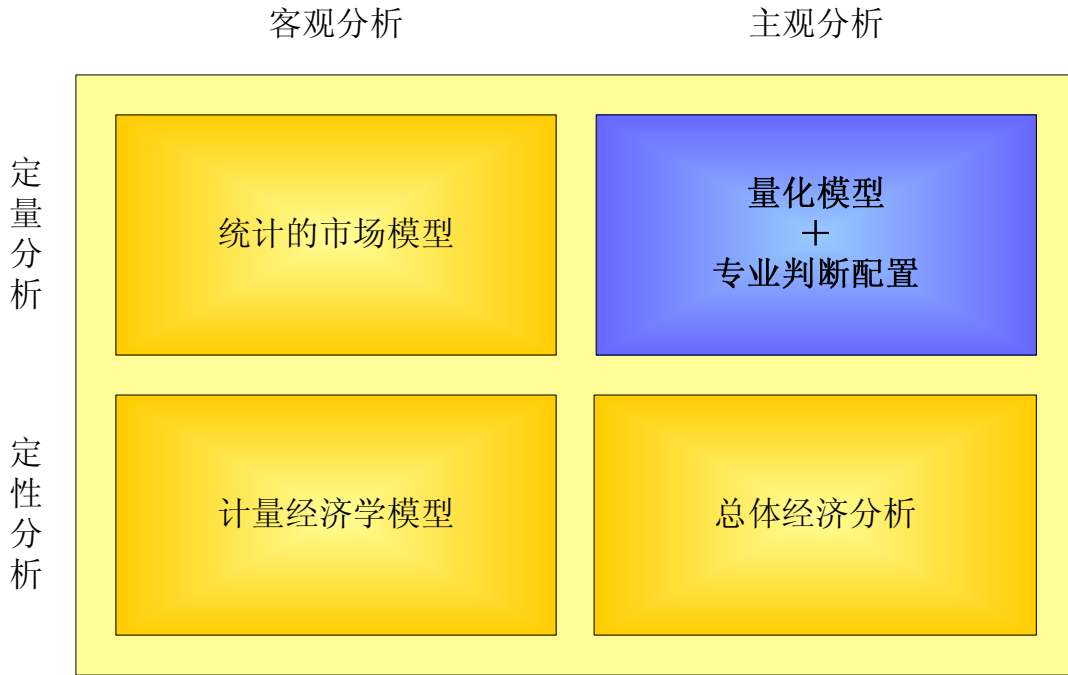 客观分析
主观分析
定量分析
统计的市场模型
量化模型
＋
专业判断配置
定性分析
计量经济学模型
总体经济分析